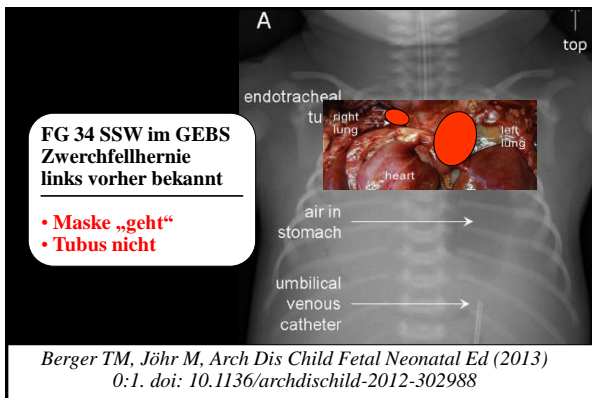 A
top
endotracheal
tu
right
lung
left
lung
heart
FG 34 SSW im GEBS
Zwerchfellhernie
links vorher bekannt
• Maske „geht“
• Tubus nicht
air in
stomach
umbilical
venous
catheter
Berger TM, Jöhr M, Arch Dis Child Fetal Neonatal Ed (2013)
0:1. doi: 10.1136/archdischild-2012-302988